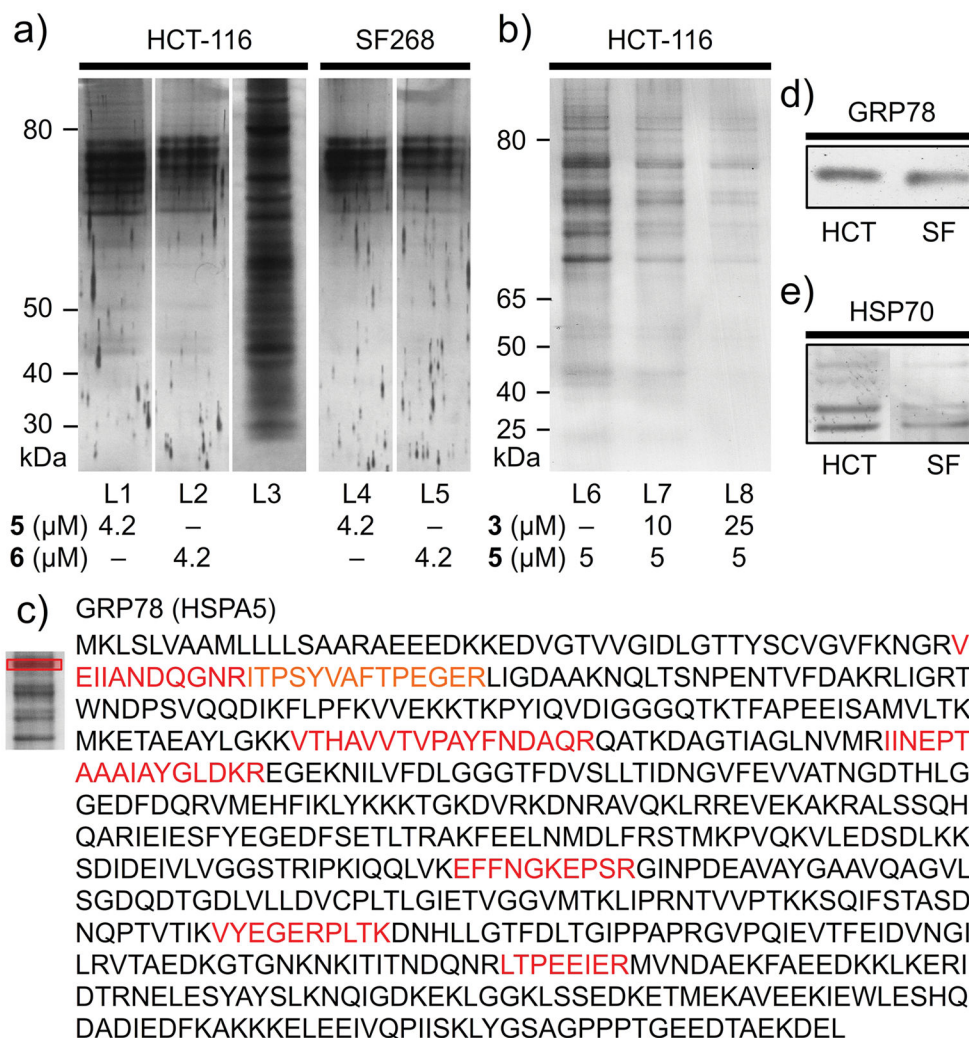 a)
HCT-116
SF268
80
50
40
30
kDa
L1 L2 L3 L4 L5
5 (µM) 4.2 – 4.2 –
6 (µM) – 4.2 – 4.2
b)
HCT-116
80
65
50
40
25
kDa
L6 L7 L8
3 (µM) – 10 25
5 (µM) 5 5 5
d)
GRP78
HCT SF
e)
HSP70
HCT SF
c) GRP78 (HSPA5)
MKLSLVAAMLLLLSAARAEEEDKKEDVGTVVGIDLGTTYSCVGVFKNGRV
EIIANDQGNRITPSYVAFTPEGERLIGDAAKNQLTSNPENTVFDAKRLIGRT
WNDPSVQQDIKFLPFKVVEKKTKPYIQVDIGGGQTKTFAPEEISAMVLTK
MKETAEAYLGKKVTHAVVTVPAYFNDAQRQATKDAGTIAGLNVMRIINEPT
AAAIAYGLDKREGEKNILVFDLGGGTFDVSLLTIDNGVFEVVATNGDTHLG
GEDFDQRVMEHFIKLYKKKTGKDVRKDNRAVQKLRREVEKAKRALSSQH
QARIEIESFYEGEDFSETLTRAKFEELNMDLFRSTMKPVQKVLEDSDLKK
SDIDEIVLVGGSTRIPKIQQLVKEFFNGKEPSRGINPDEAVAYGAAVQAGVL
SGDQDTGDLVLLDVCPLTLGIETVGGVMTKLIPRNTVVPTKKSQIFSTASD
NQPTVTIKVYEGERPLTKDNHLLGTFDLTGIPPAPRGVPQIEVTFEIDVNGI
LRVTAEDKGTGNKNKITITNDQNRLTPEEIERMVNDAEKFAEEDKKLKERI
DTRNELESYAYSLKNQIGDKEKLGGKLSSEDKETMEKAVEEKIEWLESHQ
DADIEDFKAKKKELEEIVQPIISKLYGSAGPPPTGEEDTAEKDEL